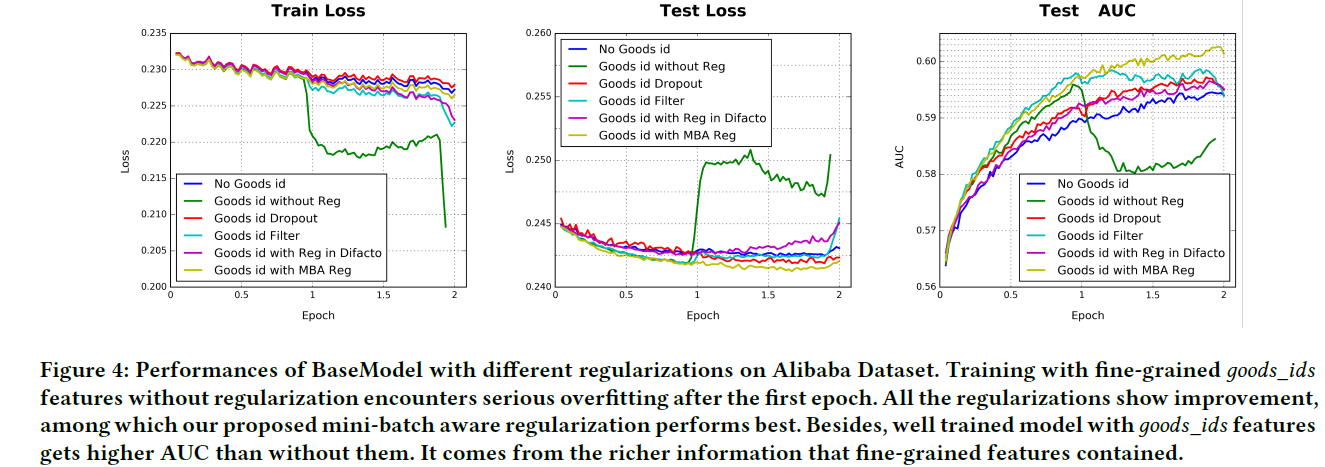 Train Loss
Test Loss
Test AUC
0.235
0.230
0.225
0.220
0.215
0.210
0.205
0.200
Loss
No Goods id
Goods id without Reg
Goods id Dropout
Goods id Filter
Goods id with Reg in Difacto
Goods id with MBA Reg
0
0.5
1
1.5
2
Epoch
0.260
0.255
0.250
0.245
0.240
Loss
No Goods id
Goods id without Reg
Goods id Dropout
Goods id Filter
Goods id with Reg in Difacto
Goods id with MBA Reg
0
0.5
1
1.5
2
Epoch
0.60
0.59
0.58
0.57
0.56
AUC
No Goods id
Goods id without Reg
Goods id Dropout
Goods id Filter
Goods id with Reg in Difacto
Goods id with MBA Reg
0
0.5
1
1.5
2
Epoch
Figure 4: Performances of BaseModel with different regularizations on Alibaba Dataset. Training with fine-grained goods_ids
features without regularization encounters serious overfitting after the first epoch. All the regularizations show improvement,
among which our proposed mini-batch aware regularization performs best. Besides, well trained model with goods_ids features
gets higher AUC than without them. It comes from the richer information that fine-grained features contained.